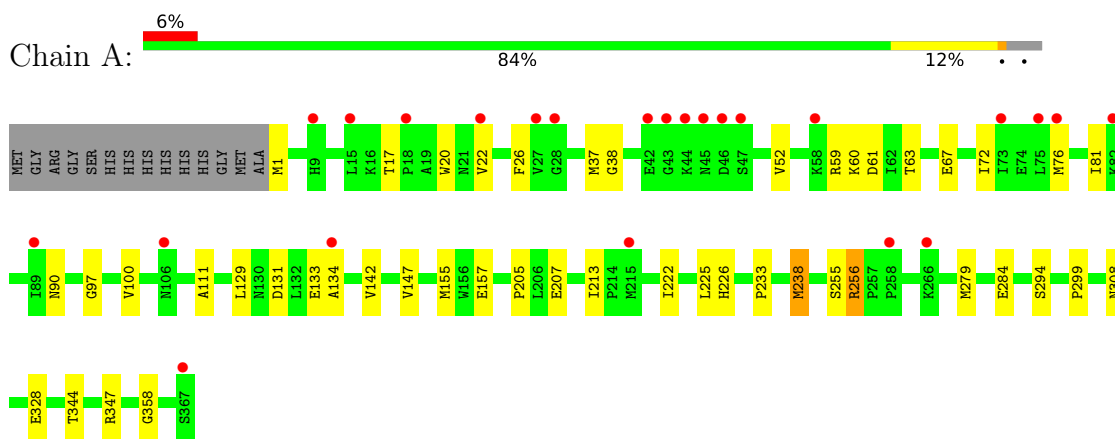 6%
Chain A:
84% 12% • •
MET GLY ARG GLY SER HIS HIS HIS HIS HIS HIS GLY MET ALA M1 H9 L15 K16 T17 P18 A19 W20 N21 V22 F26 V27 G28 M37 G38 E42 G43 K44 N45 D46 S47 V52 K58 R59 K60 D61 I62 T63 E67 I72 I73 E74 L75 M76 I81 K82
I89 N90 G97 V100 N106 A111 L129 N130 D131 L132 E133 A134 V142 V147 M155 W156 E157 P205 L206 E207 I213 P214 M215 I222 L225 H226 P233 M238 S255 R256 P257 P258 K266 M279 E284 S294 P299 N308
E328 T344 R347 G358 S367